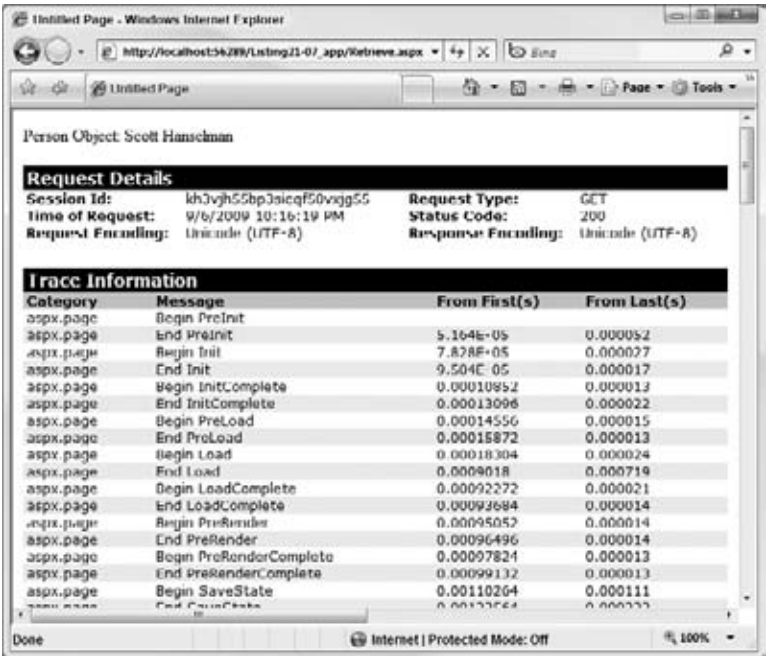 Untitled Page - Windows Internet Explorer
http://localhost:56289/Listing21-07_app/Retrieve.aspx
Bing
Untitled Page
Page
Tools
Person Object: Scott Hanselman
Request Details
Session Id: kh3vjh55bp3sicqf50vxjg55 Request Type: GET
Time of Request: 9/6/2009 10:16:19 PM Status Code: 200
Request Encoding: Unicode (UTF-8) Response Encoding: Unicode (UTF-8)
Trace Information
Category Message From First(s) From Last(s)
aspx.page Begin PreInit
aspx.page End PreInit 5.164E-05 0.000052
aspx.page Begin Init 7.828E-05 0.000027
aspx.page End Init 9.504E-05 0.000017
aspx.page Begin InitComplete 0.00010852 0.000013
aspx.page End InitComplete 0.00013096 0.000022
aspx.page Begin PreLoad 0.00014556 0.000015
aspx.page End PreLoad 0.00015872 0.000013
aspx.page Begin Load 0.00018304 0.000024
aspx.page End Load 0.0009018 0.000719
aspx.page Begin LoadComplete 0.00092272 0.000021
aspx.page End LoadComplete 0.00093684 0.000014
aspx.page Begin PreRender 0.00095052 0.000014
aspx.page End PreRender 0.00096496 0.000014
aspx.page Begin PreRenderComplete 0.00097824 0.000013
aspx.page End PreRenderComplete 0.00099132 0.000013
aspx.page Begin SaveState 0.00110264 0.000111
aspx.page End SaveState
Done
Internet | Protected Mode: Off
100%